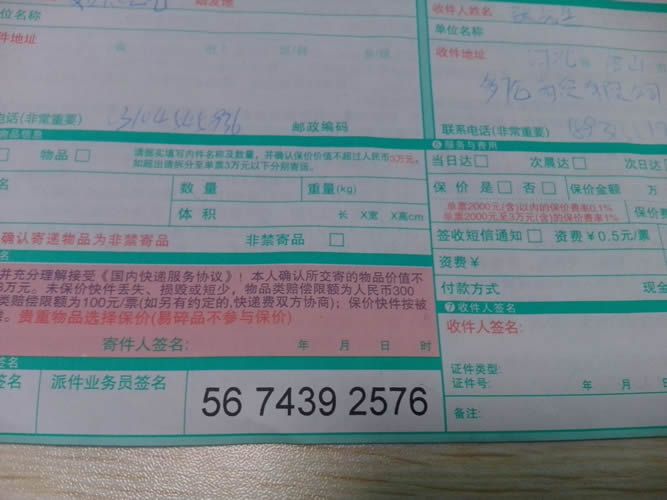 收件人姓名
单位名称
单位名称
件地址
收件地址
电话(非常重要)
邮政编码
联系电话(非常重要)
物品信息
❻ 服务与费用
物品
请据实填写内件名称及数量,并确认保价价值不超过人民币3万元。
如超出请拆分至单票3万元以下分别寄运。
当日达 次晨达 次日达
名 数量 重量(kg)
保价 是 否 保价金额 万
体积 长 X宽 X高cm
单票2000元(含)以内的保价费率0.1%
单票2000元至3万元(含)的保价费率1%
确认寄递物品为非禁寄品 非禁寄品
签收短信通知 资费¥0.5元/票
名
资费¥
并充分理解接受《国内快递服务协议》!本人确认所交寄的物品价值不
3万元。未保价快件丢失、损毁或短少,物品类赔偿限额为人民币300
类赔偿限额为100元/票(如另有约定的,快递费双方协商);保价快件按被
。贵重物品选择保价(易碎品不参与保价)
付款方式 现金
❼ 收件人签名
收件人签名:
寄件人签名: 年 月 日 时
签名
证件类型:
证件号: 年 月 日
签名 派件业务员签名 56 7439 2576
备注: